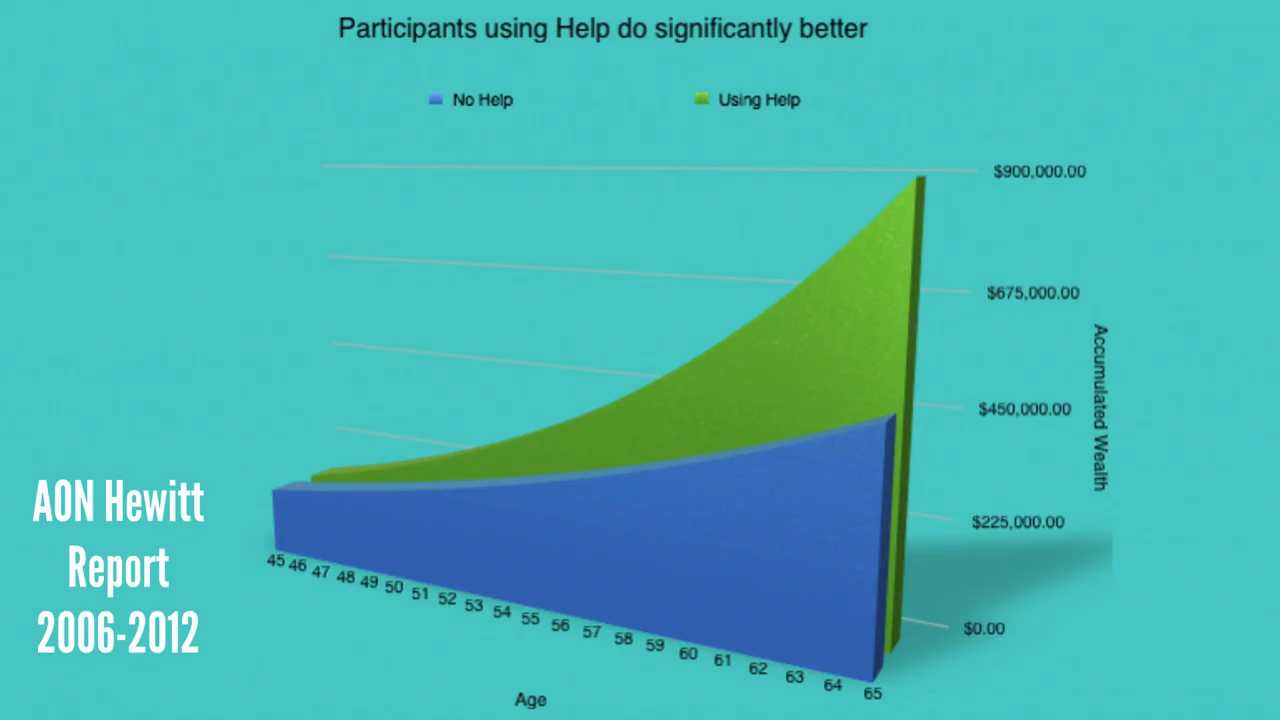 Participants using Help do significantly better
No Help
Using Help
$900,000.00
$675,000.00
$450,000.00
$225,000.00
$0.00
Accumulated Wealth
45 46 47 48 49 50 51 52 53 54 55 56 57 58 59 60 61 62 63 64 65
Age
AON Hewitt
Report
2006-2012